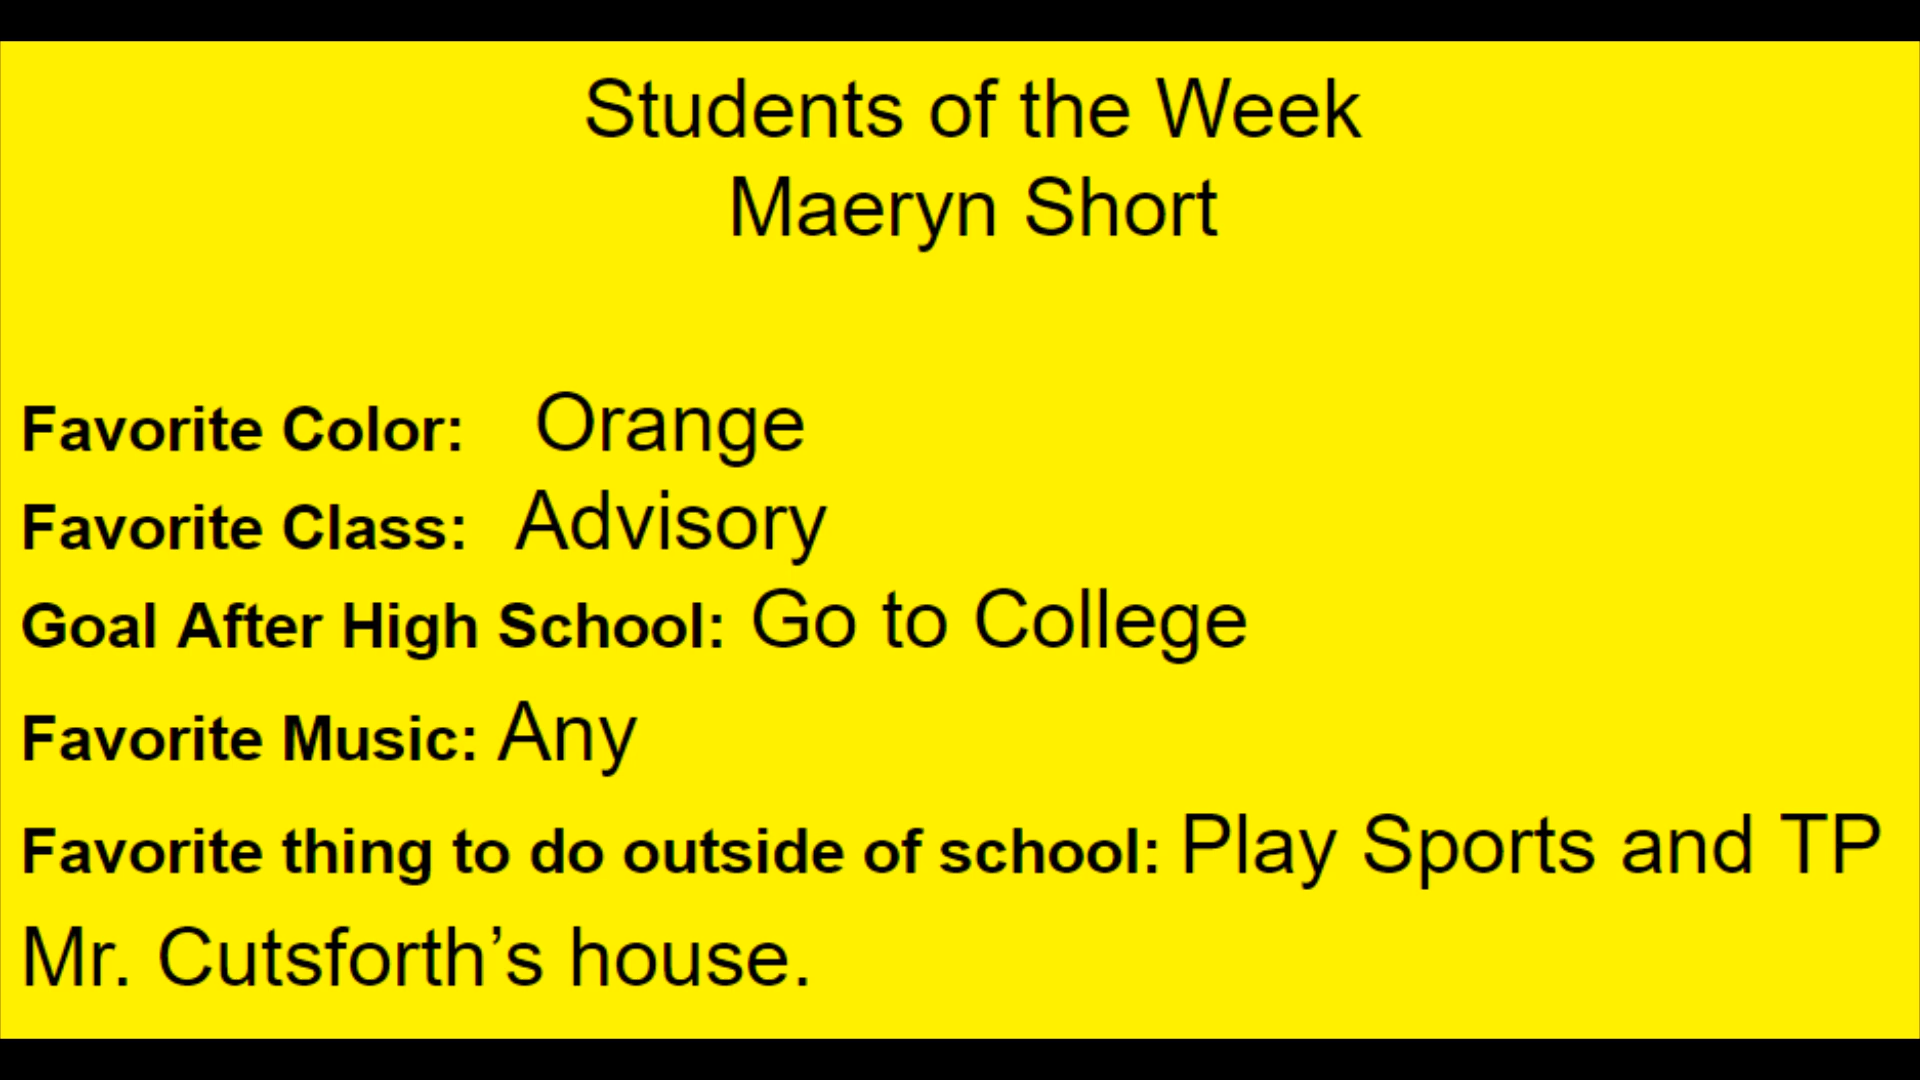 Students of the Week
Maeryn Short
Favorite Color: Orange
Favorite Class: Advisory
Goal After High School: Go to College
Favorite Music: Any
Favorite thing to do outside of school: Play Sports and TP
Mr. Cutsforth’s house.